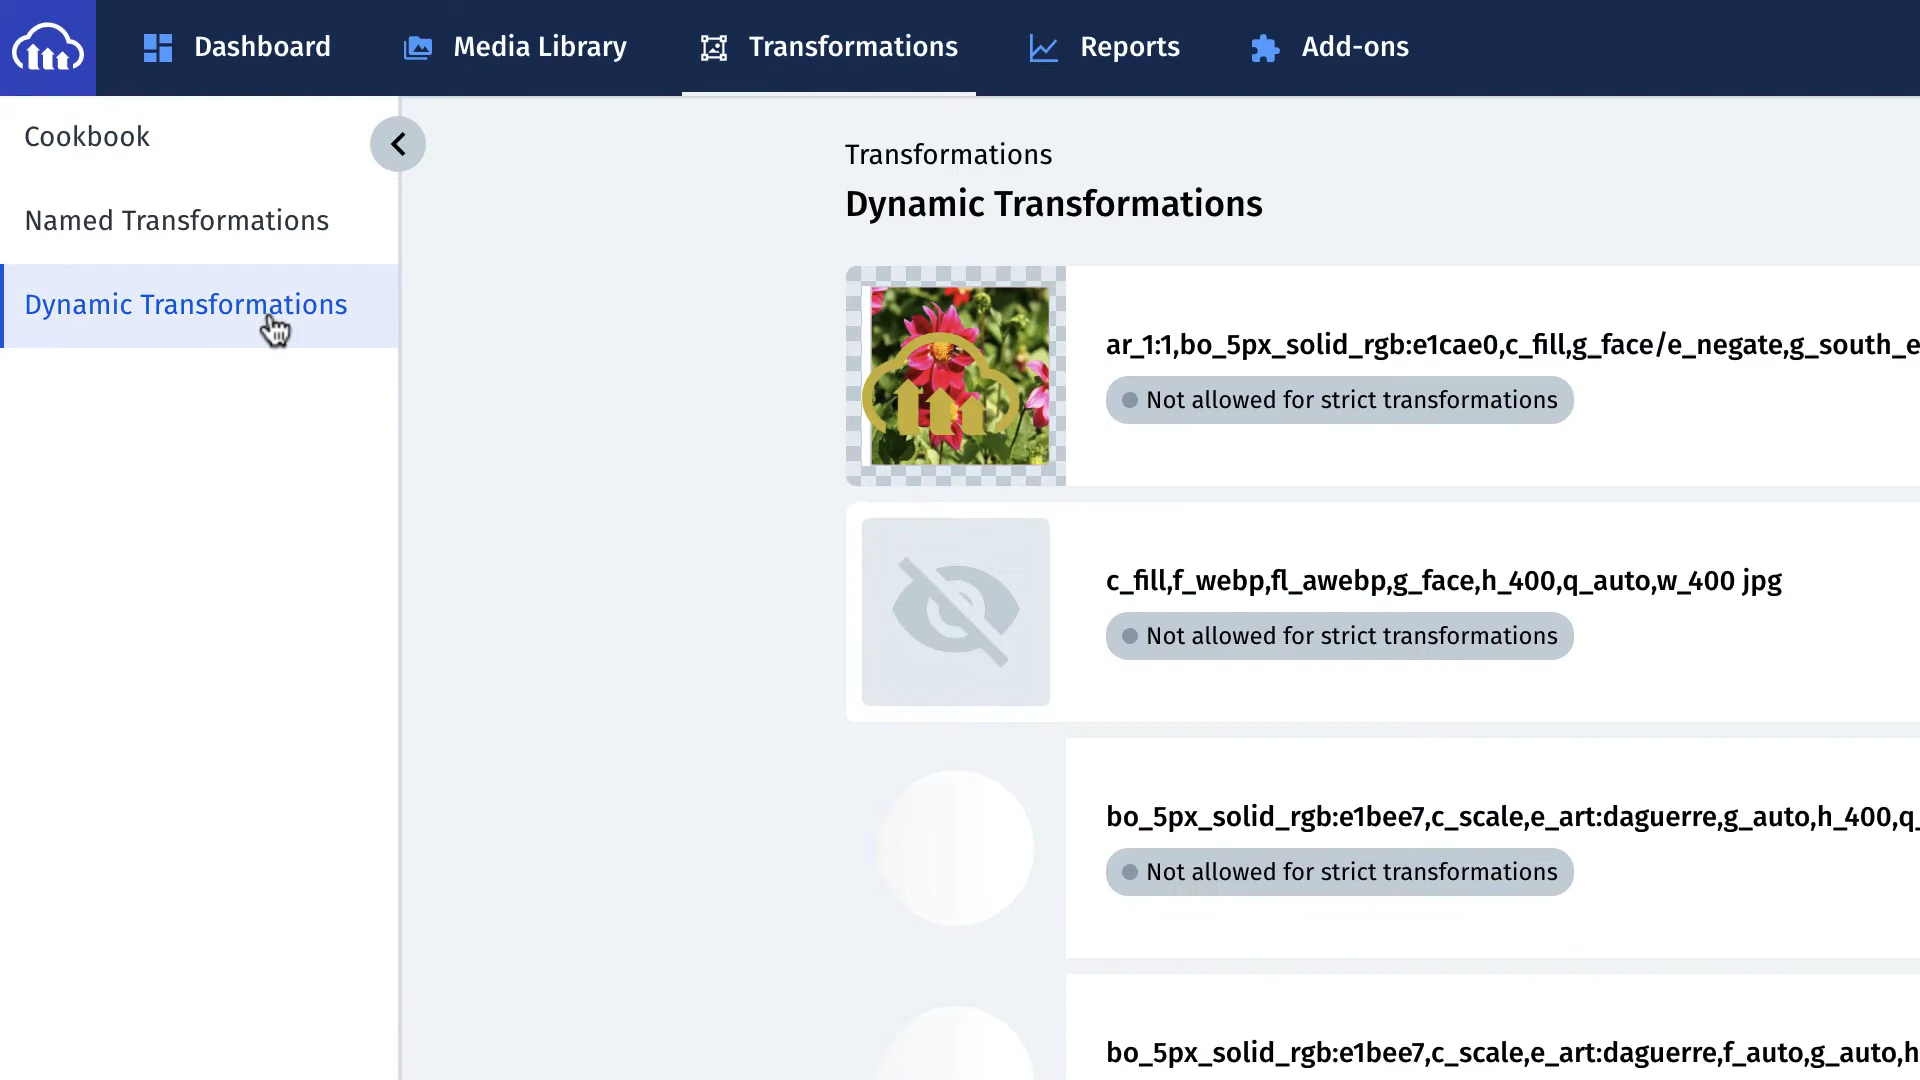 Dashboard
Media Library
Transformations
Reports
Add-ons
Cookbook
Named Transformations
Dynamic Transformations
Transformations
Dynamic Transformations
ar_1:1,bo_5px_solid_rgb:e1cae0,c_fill,g_face/e_negate,g_south_e
Not allowed for strict transformations
c_fill,f_webp,fl_awebp,g_face,h_400,q_auto,w_400 jpg
Not allowed for strict transformations
bo_5px_solid_rgb:e1bee7,c_scale,e_art:daguerre,g_auto,h_400,q_
Not allowed for strict transformations
bo_5px_solid_rgb:e1bee7,c_scale,e_art:daguerre,f_auto,g_auto,h